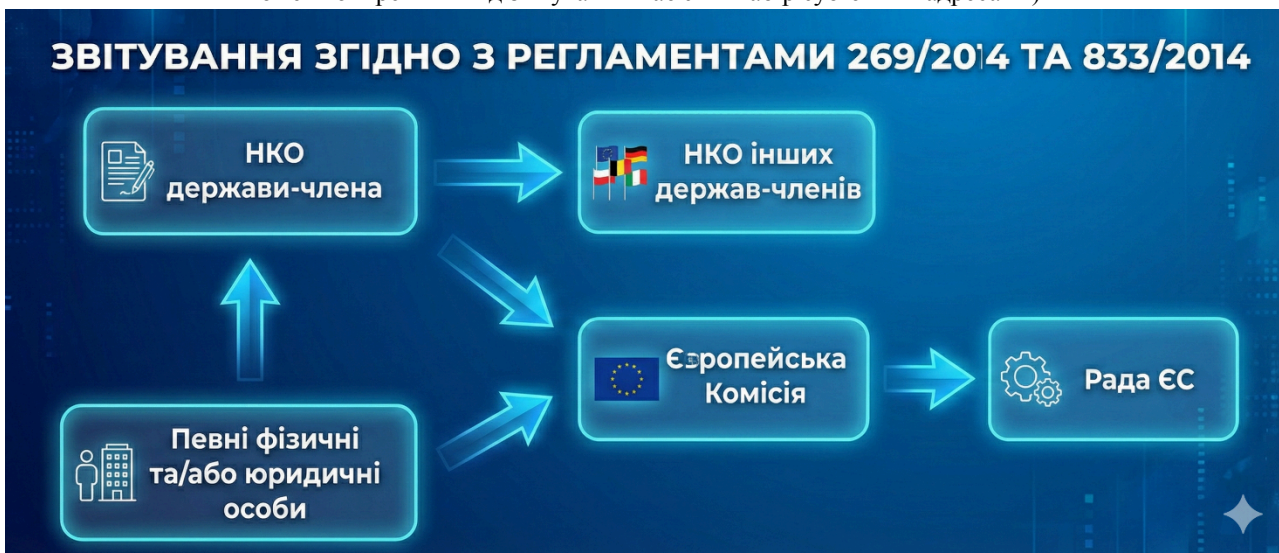 ЗВІТУВАННЯ ЗГІДНО З РЕГЛАМЕНТАМИ 269/2014 ТА 833/2014
НКО
держави-члена
НКО інших
держав-членів
Європейська
Комісія
Рада ЄС
Певні фізичні
та/або юридичні
особи